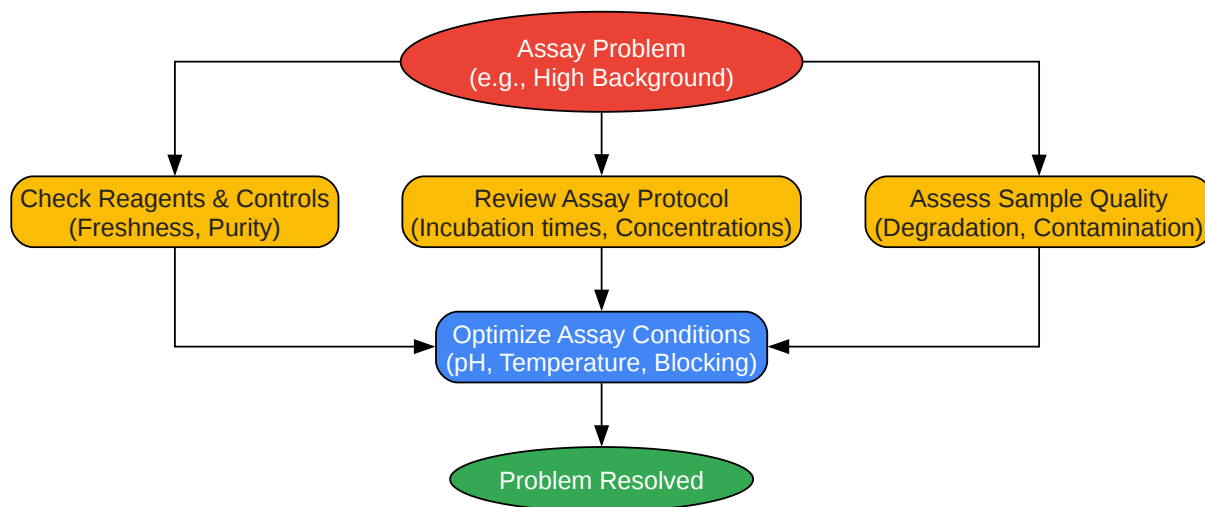 Assay Problem
(e.g., High Background)
Check Reagents & Controls
(Freshness, Purity)
Review Assay Protocol
(Incubation times, Concentrations)
Assess Sample Quality
(Degradation, Contamination)
Optimize Assay Conditions
(pH, Temperature, Blocking)
Problem Resolved